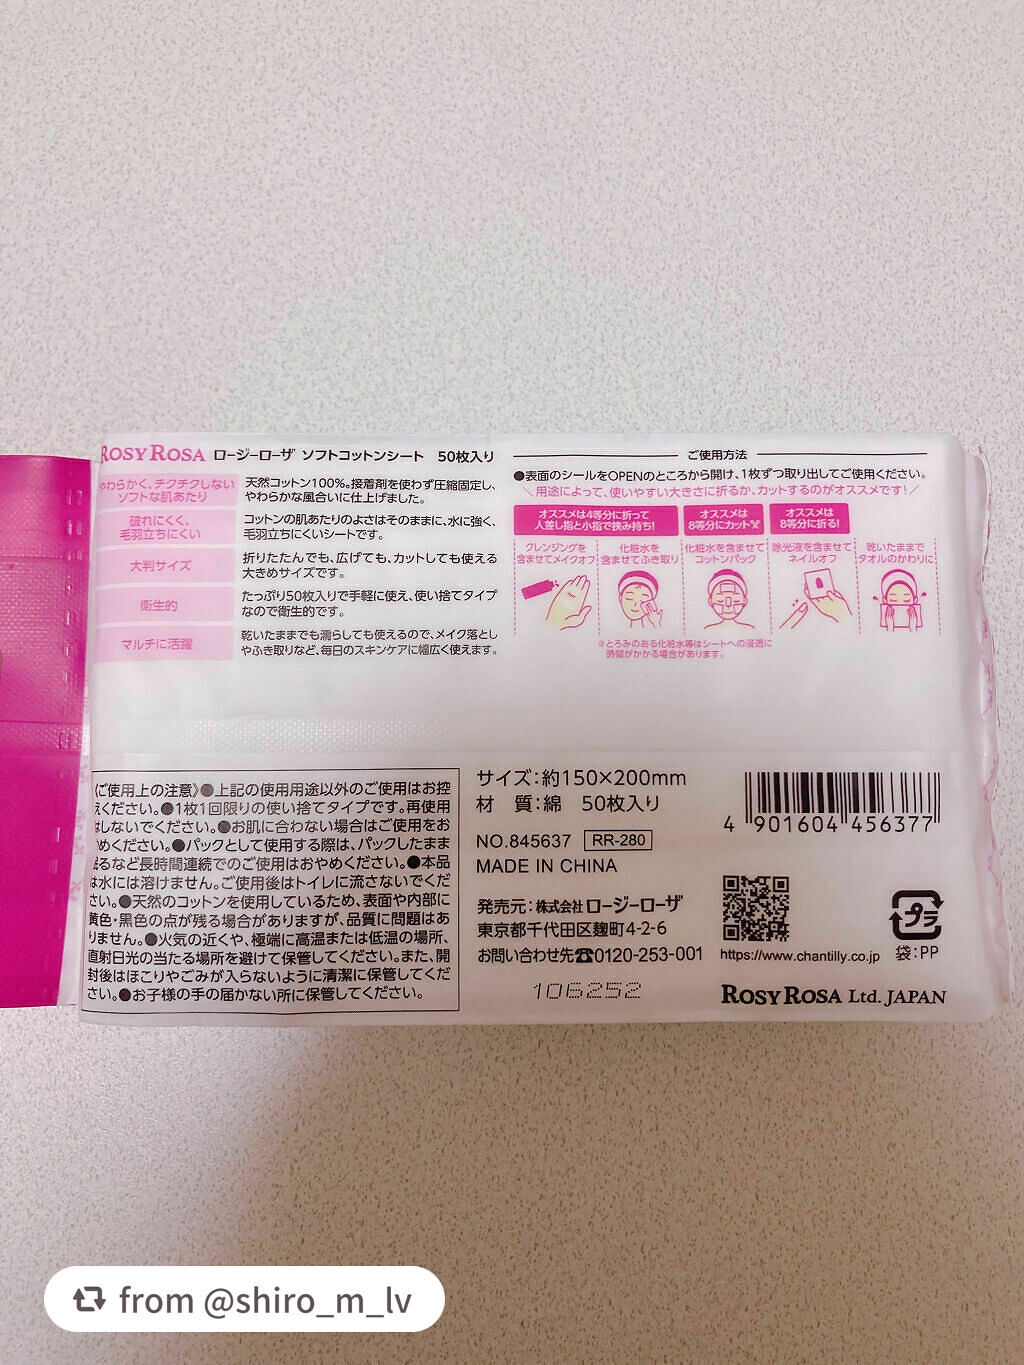 ROSY ROSA ロージーローザ ソフトコットンシート 50枚入り
やわらかく、チクチクしない
ソフトな肌あたり
天然コットン100%。接着剤を使わず圧縮固定し、
やわらかな風合いに仕上げました。
破れにくく、
毛羽立ちにくい
コットンの肌あたりのよさはそのままに、水に強く、
毛羽立ちにくいシートです。
大判サイズ
折りたたんでも、広げても、カットしても使える
大きめサイズです。
衛生的
たっぷり50枚入りで手軽に使え、使い捨てタイプ
なので衛生的です。
マルチに活躍
乾いたままでも濡らしても使えるので、メイク落とし
やふき取りなど、毎日のスキンケアに幅広く使えます。
ご使用方法
●表面のシールをOPENのところから開け、1枚ずつ取り出してご使用ください。
\用途によって、使いやすい大きさに折るか、カットするのがオススメです!/
オススメは4等分に折って
人差し指と小指で挟み持ち!
オススメは
8等分にカット
オススメは
8等分に折る!
クレンジングを
含ませてメイクオフ
化粧水を
含ませてふき取り
化粧水を含ませて
コットンパック
除光液を含ませて
ネイルオフ
乾いたままで
タオルのかわりに
※とろみのある化粧水等はシートへの浸透に
時間がかかる場合があります。
《ご使用上の注意》●上記の使用用途以外のご使用はお控
えください。●1枚1回限りの使い捨てタイプです。再使用
はしないでください。●お肌に合わない場合はご使用をお
やめください。●パックとして使用する際は、パックしたまま
るなど長時間連続でのご使用はおやめください。●本品
は水には溶けません。ご使用後はトイレに流さないでくだ
さい。●天然のコットンを使用しているため、表面や内部に
黄色・黒色の点が残る場合がありますが、品質に問題はあ
りません。●火気の近くや、極端に高温または低温の場所、
直射日光の当たる場所を避けて保管してください。また、開
封後はほこりやごみが入らないように清潔に保管してくだ
さい。●お子様の手の届かない所に保管してください。
サイズ:約150×200mm
材 質:綿 50枚入り
NO.845637 RR-280
MADE IN CHINA
発売元:株式会社ロージーローザ
東京都千代田区麹町4-2-6
お問い合わせ先☎0120-253-001
106252
4 901604 456377
プラ
袋:PP
https://www.chantilly.co.jp
ROSY ROSA Ltd. JAPAN
from @shiro_m_lv